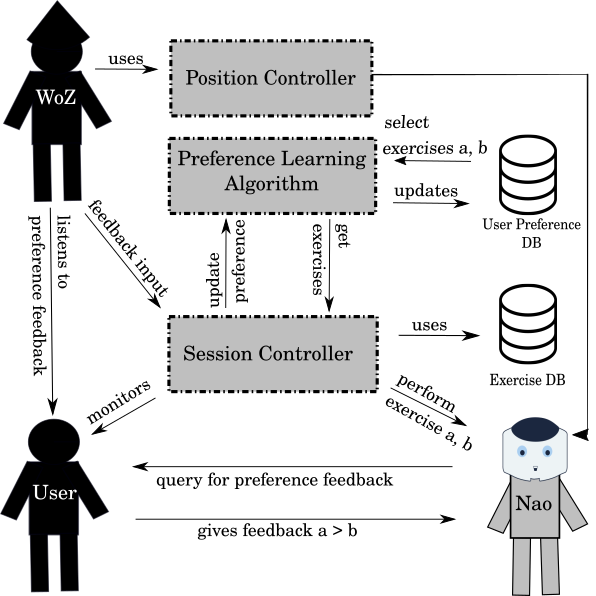 uses
Position Controller
WoZ
select
exercises a, b
Preference Learning
Algorithm
updates
User Preference
DB
feedback input
listens to
preference feedback
update
preference
get
exercises
Session Controller
uses
Exercise DB
monitors
perform
exercise a, b
query for preference feedback
User
Nao
gives feedback a > b